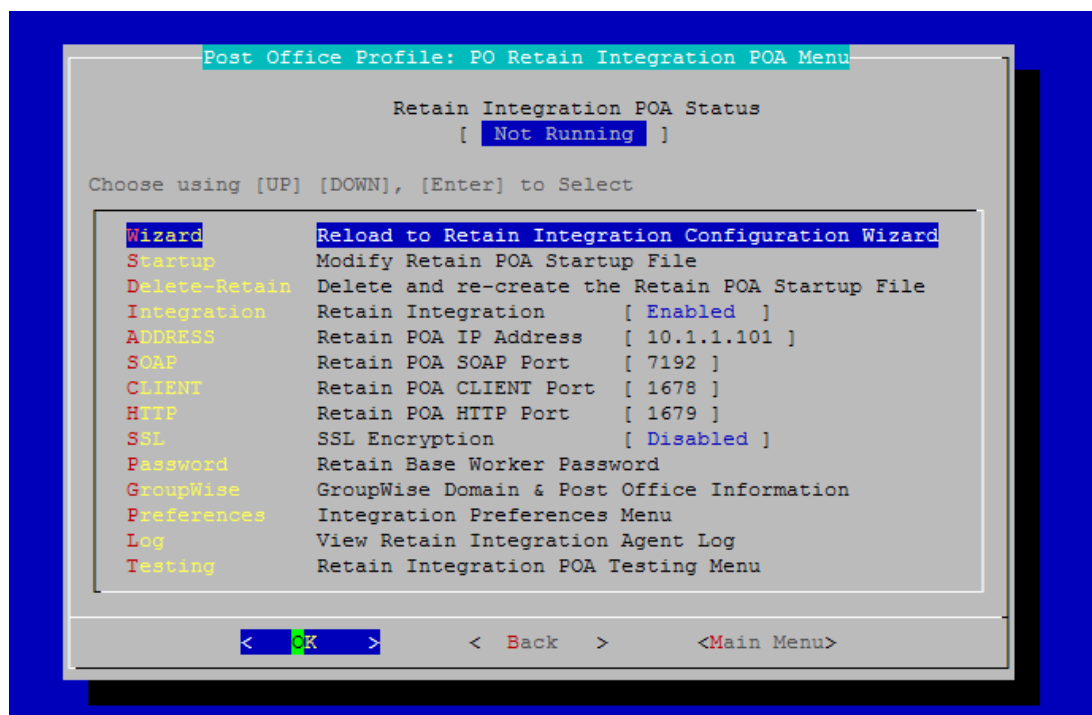 Post Office Profile: PO Retain Integration POA Menu
Retain Integration POA Status
[ Not Running ]
Choose using [UP] [DOWN], [Enter] to Select
Wizard Reload to Retain Integration Configuration Wizard
Startup Modify Retain POA Startup File
Delete-Retain Delete and re-create the Retain POA Startup File
Integration Retain Integration [ Enabled ]
ADDRESS Retain POA IP Address [ 10.1.1.101 ]
SOAP Retain POA SOAP Port [ 7192 ]
CLIENT Retain POA CLIENT Port [ 1678 ]
HTTP Retain POA HTTP Port [ 1679 ]
SSL SSL Encryption [ Disabled ]
Password Retain Base Worker Password
GroupWise GroupWise Domain & Post Office Information
Preferences Integration Preferences Menu
Log View Retain Integration Agent Log
Testing Retain Integration POA Testing Menu
< OK > < Back > <Main Menu>